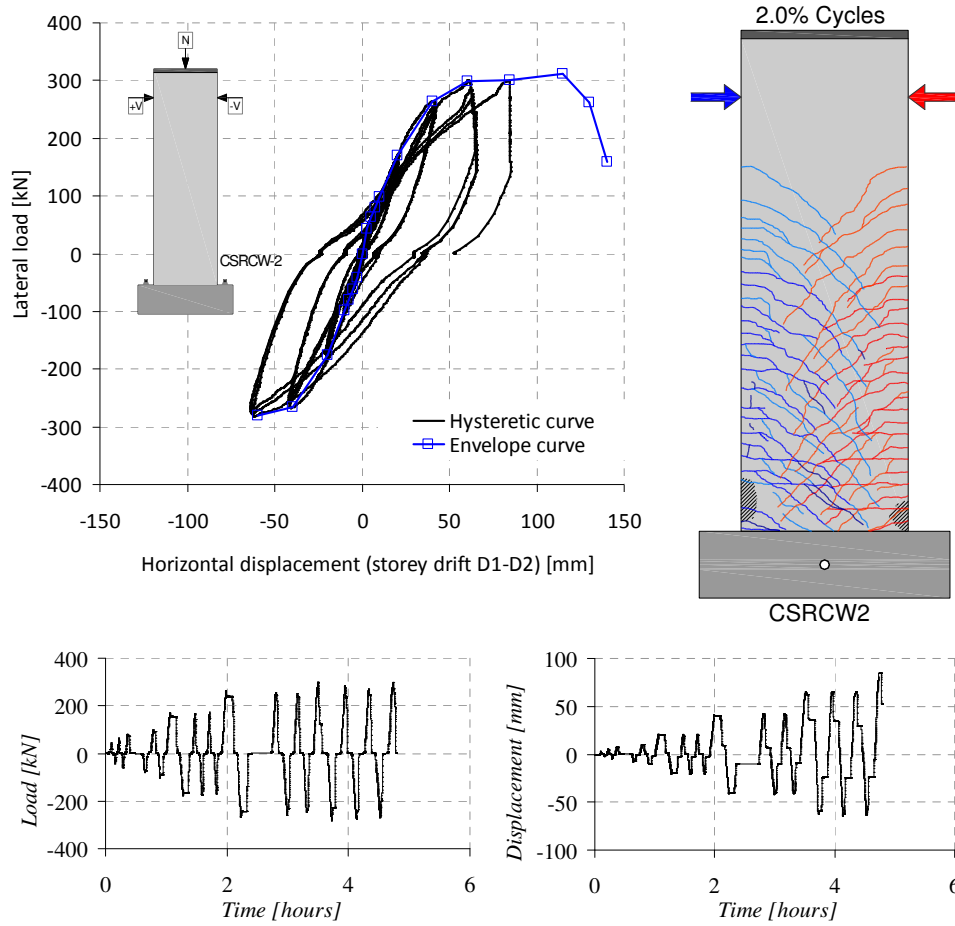 400
300
200
100
0
-100
-200
-300
-400
Lateral load [kN]
N
+V
-V
CSRCW-2
Hysteretic curve
Envelope curve
-150
-100
-50
0
50
100
150
Horizontal displacement (storey drift D1-D2) [mm]
2.0% Cycles
CSRCW2
400
200
0
-200
-400
Load [kN]
0
2
4
6
Time [hours]
100
50
0
-50
-100
Displacement [mm]
0
2
4
6
Time [hours]